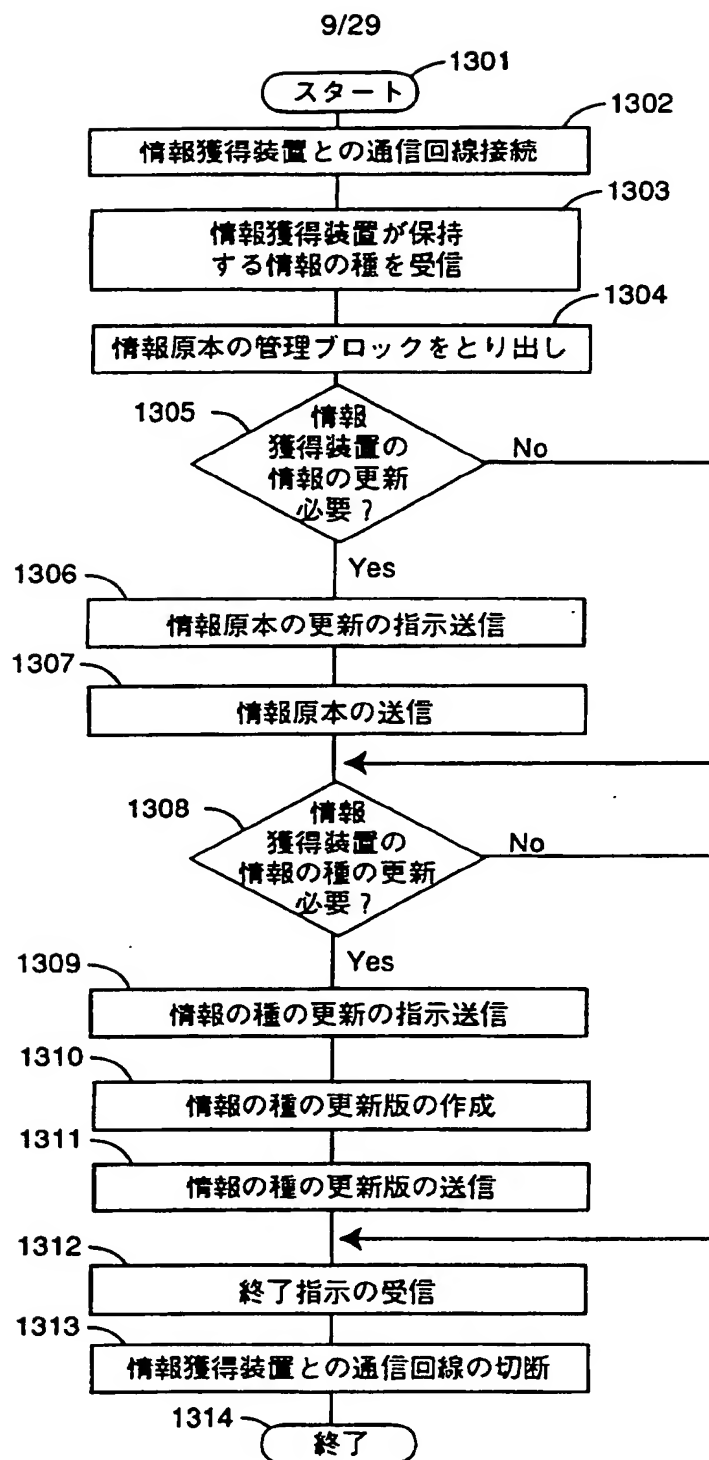 9/29
1301
スタート
1302
情報獲得装置との通信回線接続
1303
情報獲得装置が保持
する情報の種を受信
1304
情報原本の管理ブロックをとり出し
1305
情報
獲得装置の
情報の更新
必要?
No
Yes
1306
情報原本の更新の指示送信
1307
情報原本の送信
1308
情報
獲得装置の
情報の種の更新
必要?
No
Yes
1309
情報の種の更新の指示送信
1310
情報の種の更新版の作成
1311
情報の種の更新版の送信
1312
終了指示の受信
1313
情報獲得装置との通信回線の切断
1314
終了